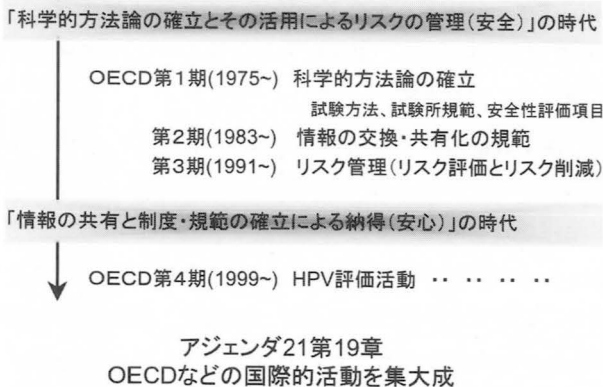 「科学的方法論の確立とその活用によるリスクの管理(安全)」の時代
OECD第1期(1975~) 科学的方法論の確立
試験方法、試験所規範、安全性評価項目
第2期(1983~) 情報の交換・共有化の規範
第3期(1991~) リスク管理(リスク評価とリスク削減)
「情報の共有と制度・規範の確立による納得(安心)」の時代
OECD第4期(1999~) HPV評価活動 ‥ ‥ ‥ ‥
アジェンダ21第19章
OECDなどの国際的活動を集大成